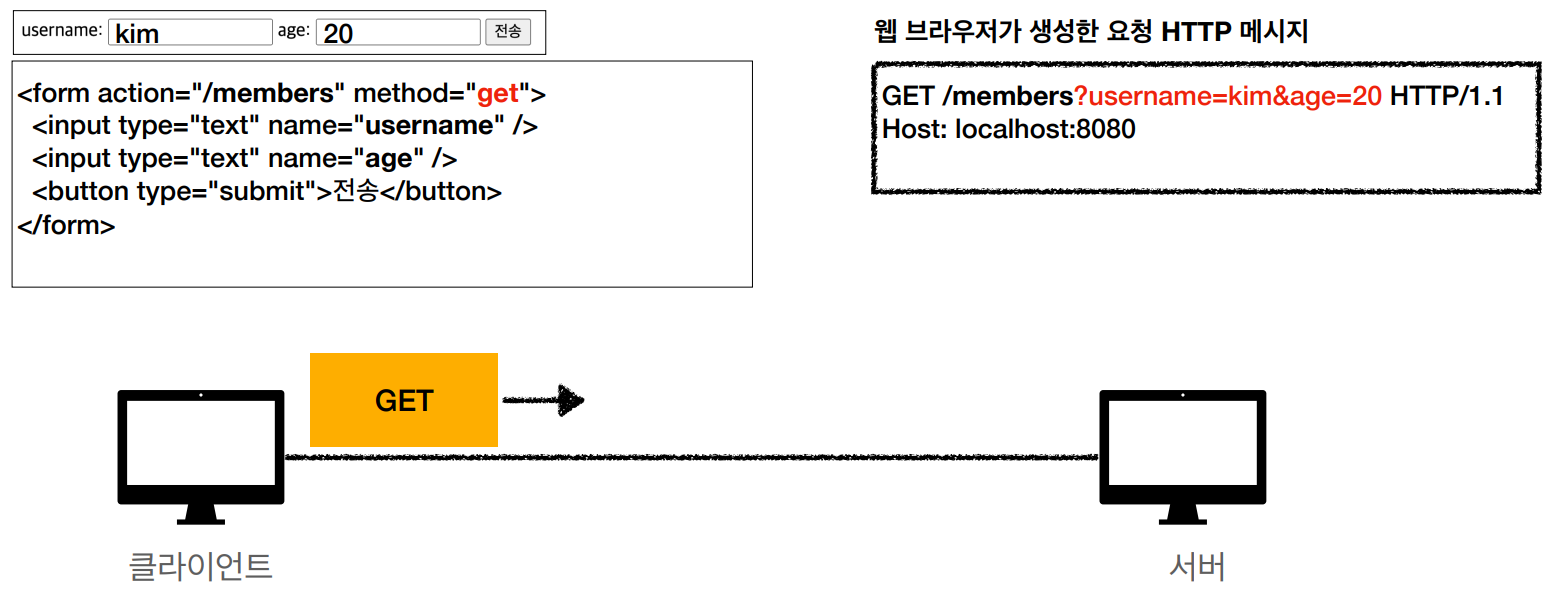 username: kim age: 20 전송
<form action="/members" method="get">
<input type="text" name="username" />
<input type="text" name="age" />
<button type="submit">전송</button>
</form>
웹 브라우저가 생성한 요청 HTTP 메시지
GET /members?username=kim&age=20 HTTP/1.1
Host: localhost:8080
GET
클라이언트
서버